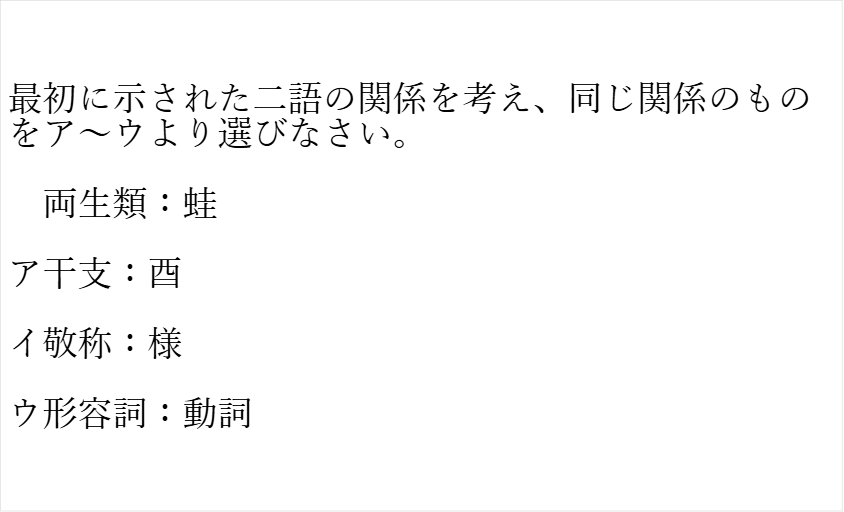 最初に示された二語の関係を考え、同じ関係のもの
をア〜ウより選びなさい。
　両生類：蛙
ア干支：酉
イ敬称：様
ウ形容詞：動詞